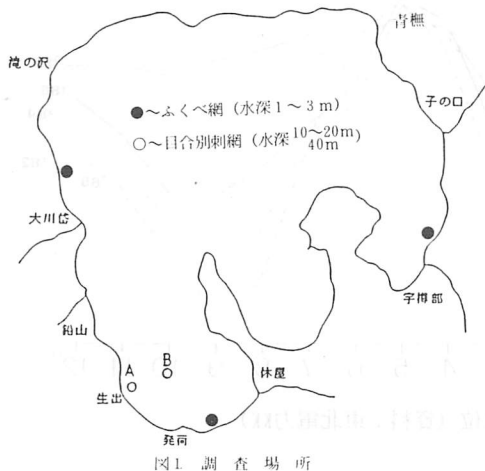 青橅
滝の沢
子の口
●～ふくべ網（水深1～3m）
○～目合別刺網（水深10～20m 40m）
大川岱
宇樽部
鉛山
A
B
生出
休屋
発荷
図1 調査場所